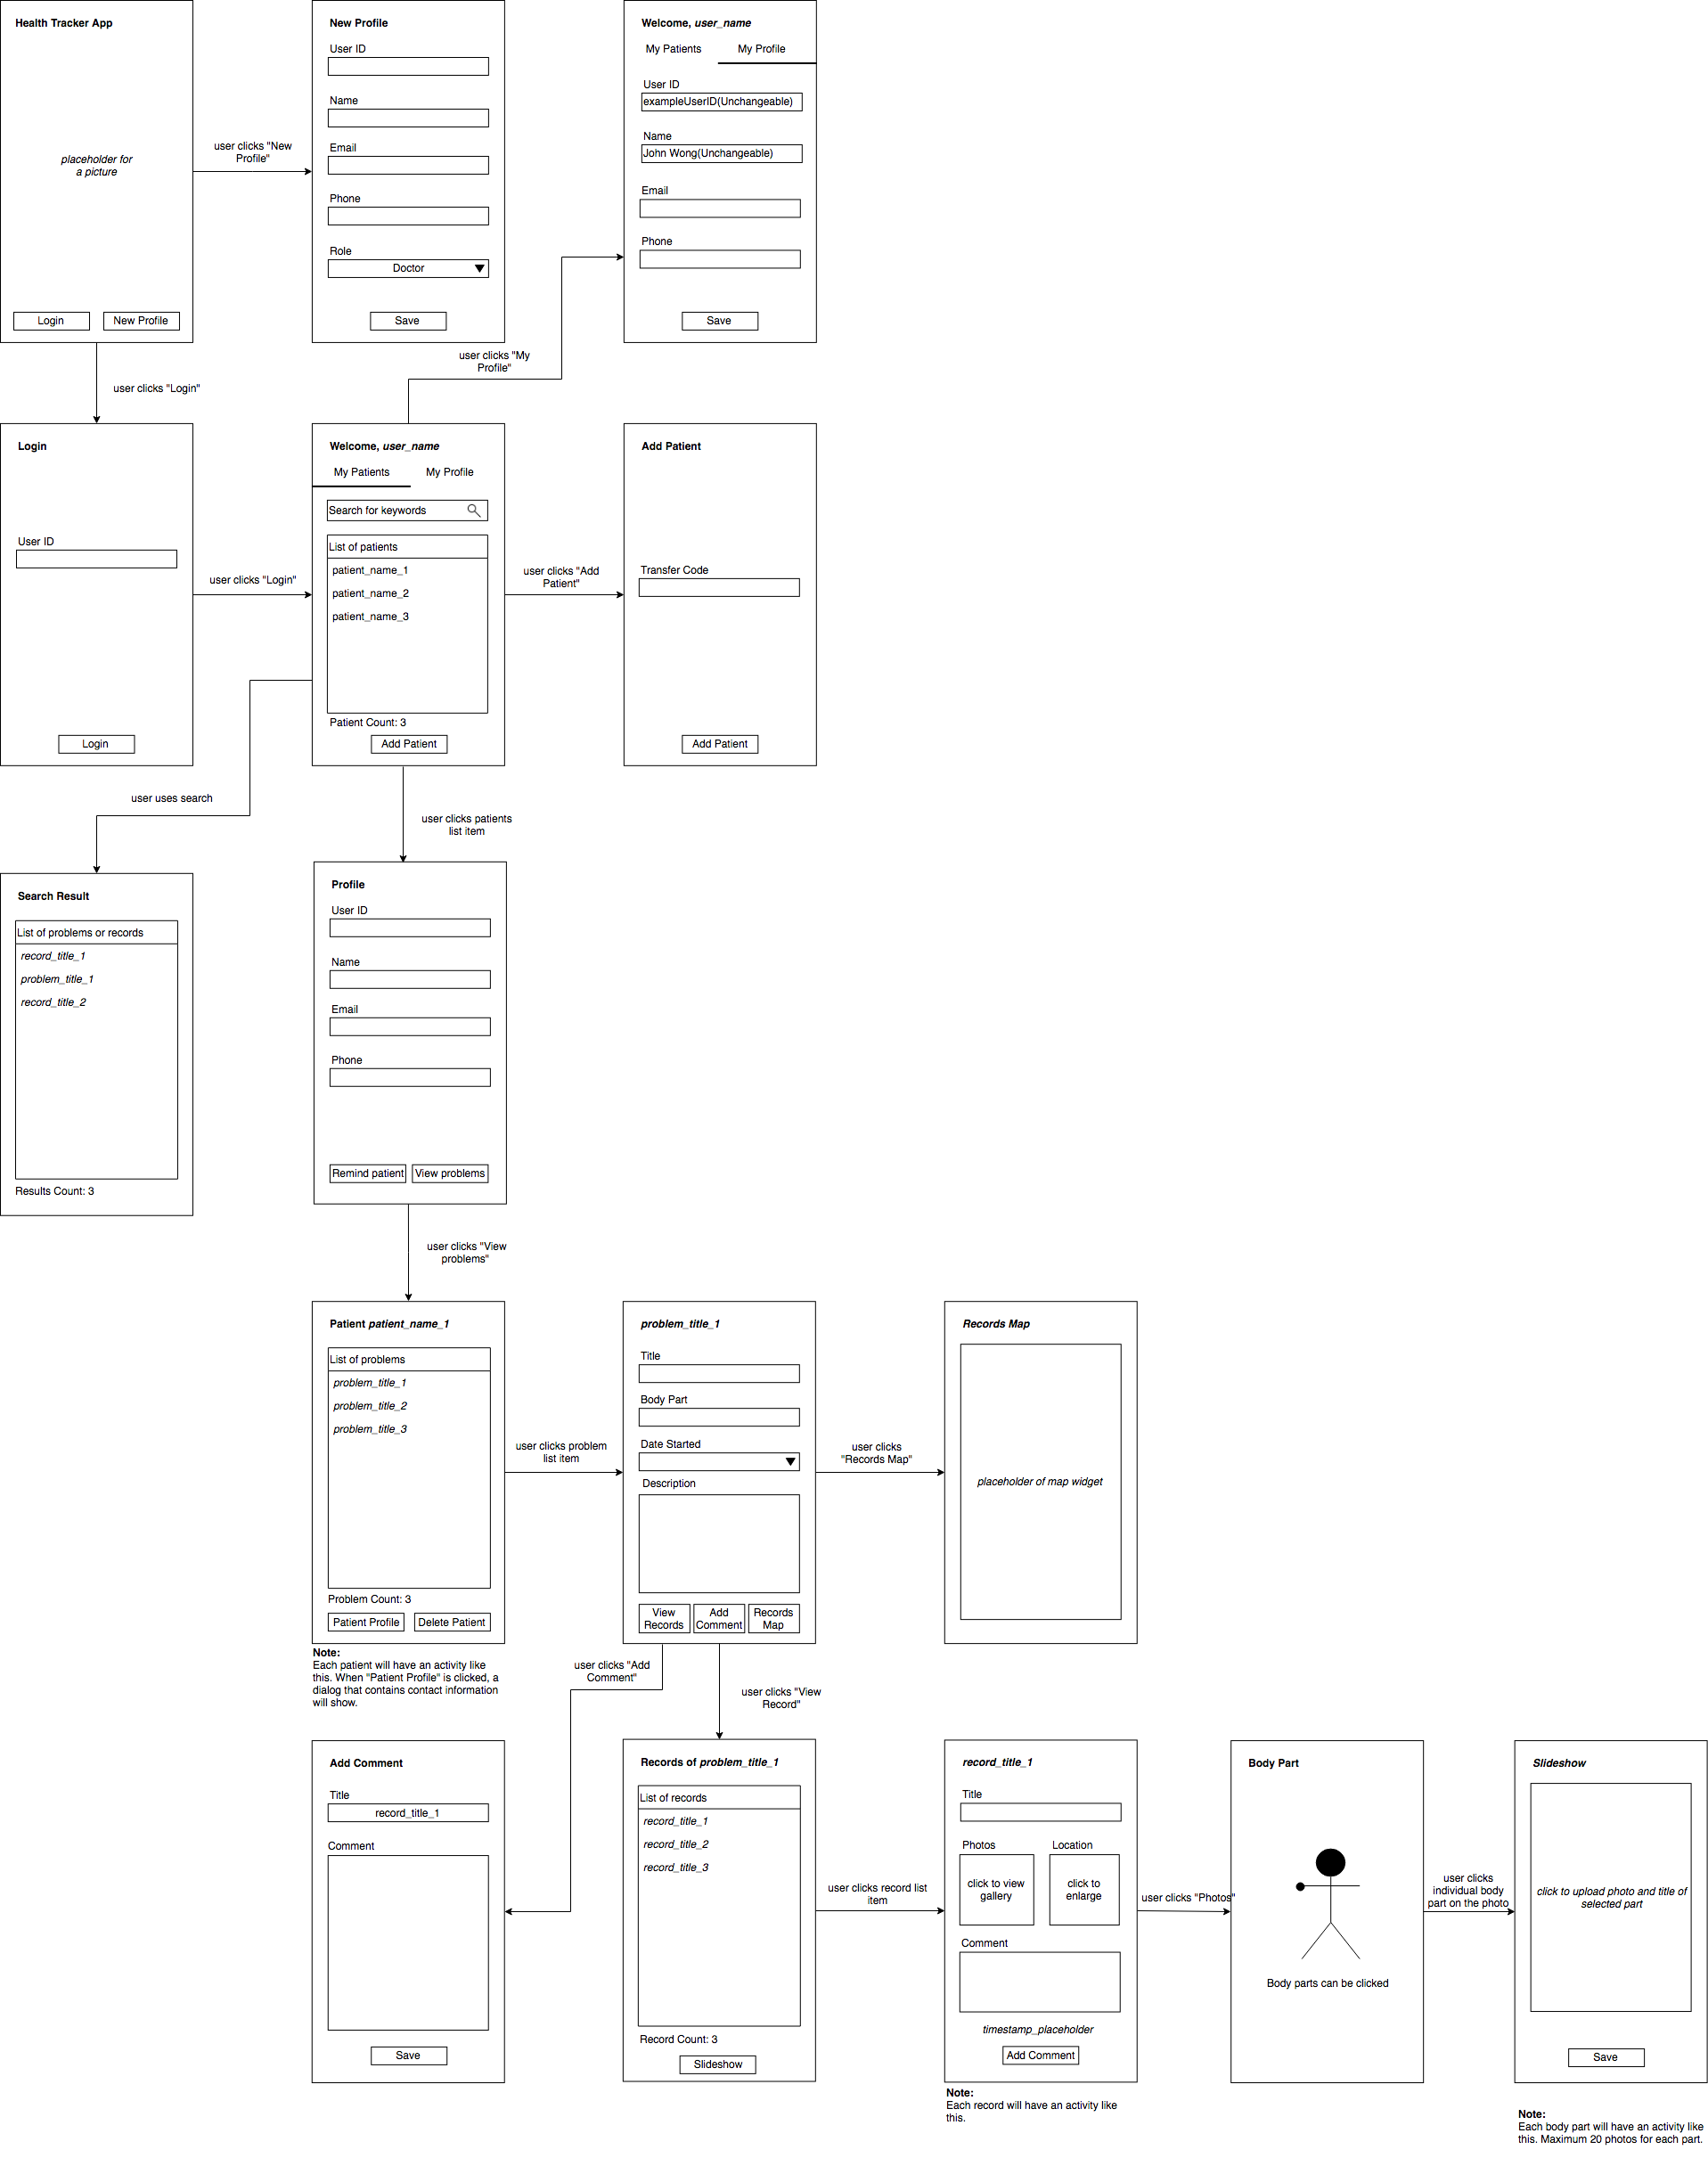 Health Tracker App
placeholder for
a picture
Login
New Profile
user clicks "New
Profile"
New Profile
User ID
Name
Email
Phone
Role
Doctor
Save
Welcome, user_name
My Patients
My Profile
User ID
exampleUserID(Unchangeable)
Name
John Wong(Unchangeable)
Email
Phone
Save
user clicks "My
Profile"
user clicks "Login"
Login
User ID
Login
user clicks "Login"
Welcome, user_name
My Patients
My Profile
Search for keywords
List of patients
patient_name_1
patient_name_2
patient_name_3
Patient Count: 3
Add Patient
user clicks "Add
Patient"
Add Patient
Transfer Code
Add Patient
user uses search
user clicks patients
list item
Search Result
List of problems or records
record_title_1
problem_title_1
record_title_2
Results Count: 3
Profile
User ID
Name
Email
Phone
Remind patient
View problems
user clicks "View
problems"
Patient patient_name_1
List of problems
problem_title_1
problem_title_2
problem_title_3
Problem Count: 3
Patient Profile
Delete Patient
Note:
Each patient will have an activity like
this. When "Patient Profile" is clicked, a
dialog that contains contact information
will show.
user clicks problem
list item
problem_title_1
Title
Body Part
Date Started
Description
View
Records
Add
Comment
Records
Map
user clicks
"Records Map"
Records Map
placeholder of map widget
user clicks "Add
Comment"
user clicks "View
Record"
Add Comment
Title
record_title_1
Comment
Save
Records of problem_title_1
List of records
record_title_1
record_title_2
record_title_3
Record Count: 3
Slideshow
user clicks record list
item
record_title_1
Title
Photos
Location
click to view
gallery
click to
enlarge
Comment
timestamp_placeholder
Add Comment
Note:
Each record will have an activity like
this.
user clicks "Photos"
Body Part
Body parts can be clicked
user clicks
individual body
part on the photo
Slideshow
click to upload photo and title of
selected part
Save
Note:
Each body part will have an activity like
this. Maximum 20 photos for each part.